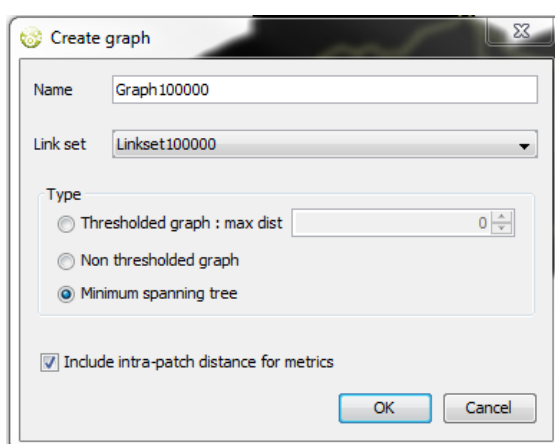 Create graph
Name Graph100000
Link set Linkset100000
Type
Thresholded graph : max dist 0
Non thresholded graph
Minimum spanning tree
Include intra-patch distance for metrics
OK Cancel